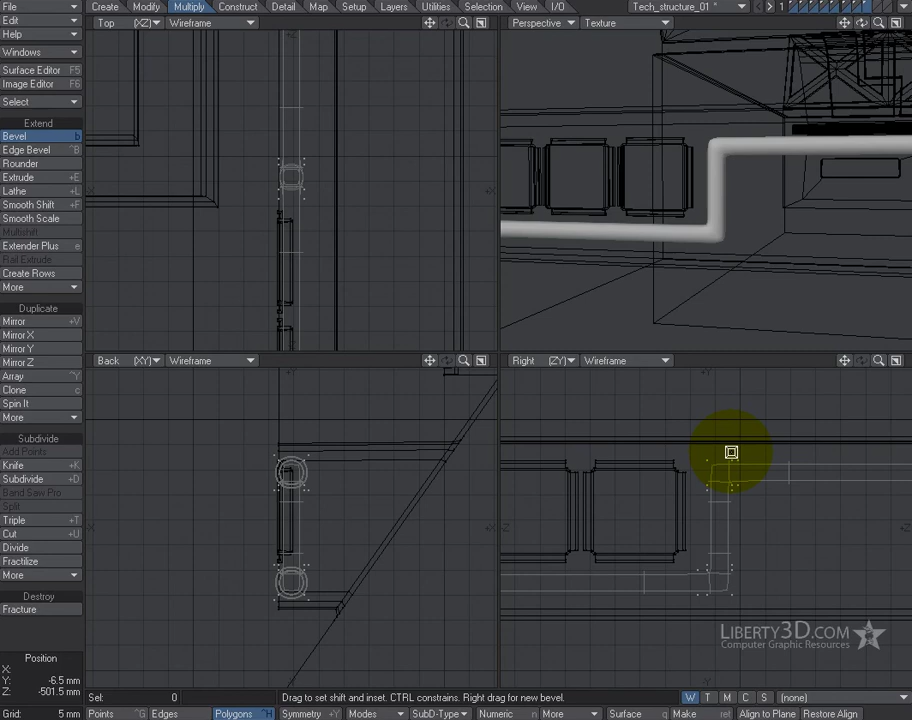 File Create Modify Multiply Construct Detail Map Setup Layers Utilities Selection View I/O Tech_structure_01 * 1
Edit
Help
Windows
Surface Editor F5
Image Editor F6
Select
Extend
Bevel b
Edge Bevel ^B
Rounder
Extrude +E
Lathe +L
Smooth Shift +F
Smooth Scale
Multishift
Extender Plus e
Rail Extrude
Create Rows
More
Duplicate
Mirror +V
Mirror X
Mirror Y
Mirror Z
Array ^Y
Clone c
Spin It
More
Subdivide
Add Points
Knife +K
Subdivide +D
Band Saw Pro
Split
Triple +T
Cut +U
Divide
Fractilize
More
Destroy
Fracture
Position
X:
Y: -6.5 mm
Z: -501.5 mm
Grid: 5 mm
Top (XZ) Wireframe
Perspective Texture
Back (XY) Wireframe
Right (ZY) Wireframe
LIBERTY3D.COM
Computer Graphic Resources
Sel: 0 Drag to set shift and inset. CTRL constrains. Right drag for new bevel. W T M C S (none)
Points ^G Edges Polygons ^H Symmetry +Y Modes SubD-Type Numeric n More Surface q Make Align to Plane Restore Align